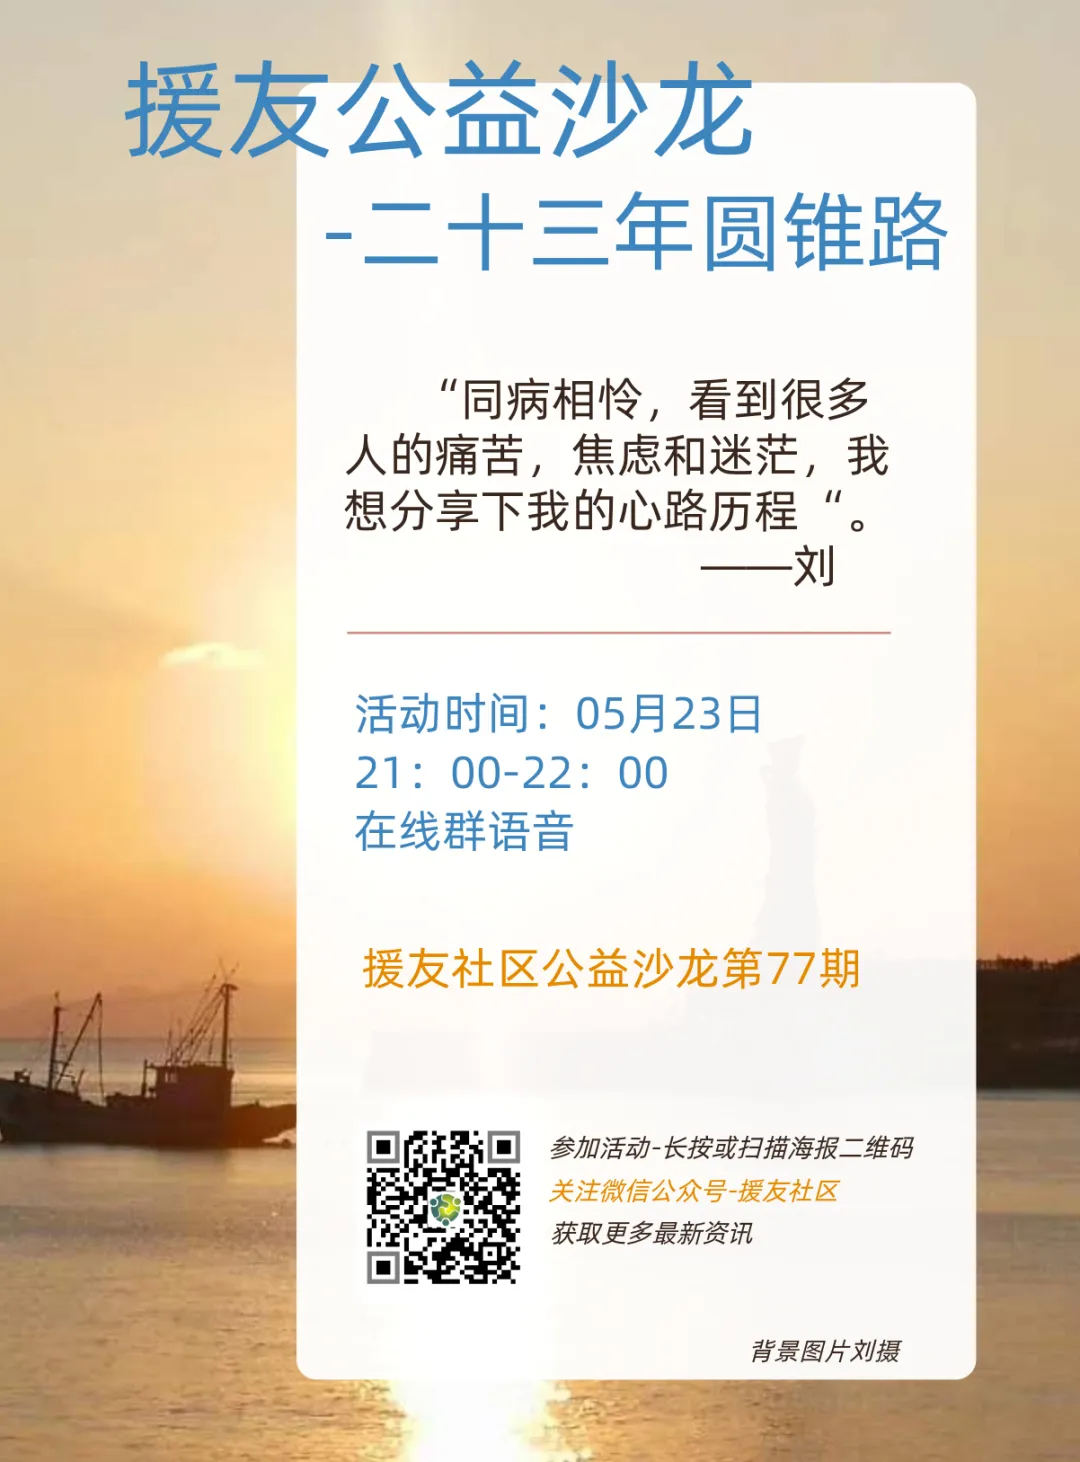 援友公益沙龙
-二十三年圆锥路
“同病相怜，看到很多
人的痛苦，焦虑和迷茫，我
想分享下我的心路历程“。
——刘
活动时间：05月23日
21：00-22：00
在线群语音
援友社区公益沙龙第77期
参加活动-长按或扫描海报二维码
关注微信公众号-援友社区
获取更多最新资讯
背景图片刘摄